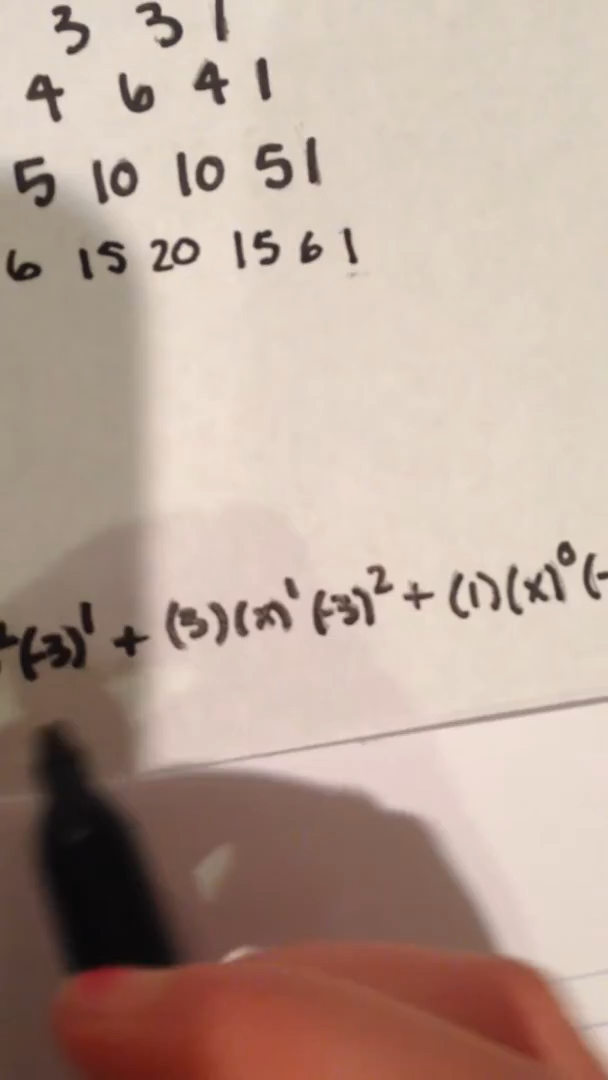 3 3 1
4 6 4 1
5 10 10 5 1
6 15 20 15 6 1
²(-3)¹ + (3)(x)¹(-3)² + (1)(x)⁰(-